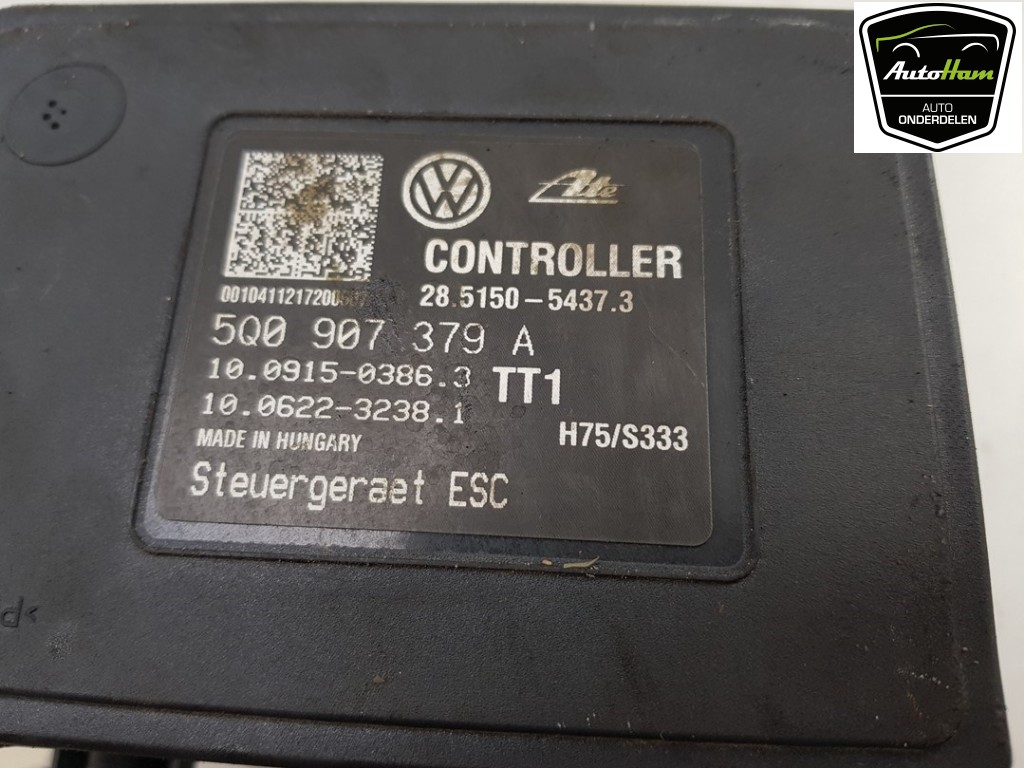 AutoHam
AUTO
ONDERDELEN
Ate
CONTROLLER
28.5150-5437.3
5Q0 907 379 A
10.0915-0386.3 TT1
10.0622-3238.1
MADE IN HUNGARY
H75/S333
Steuergeraet ESC